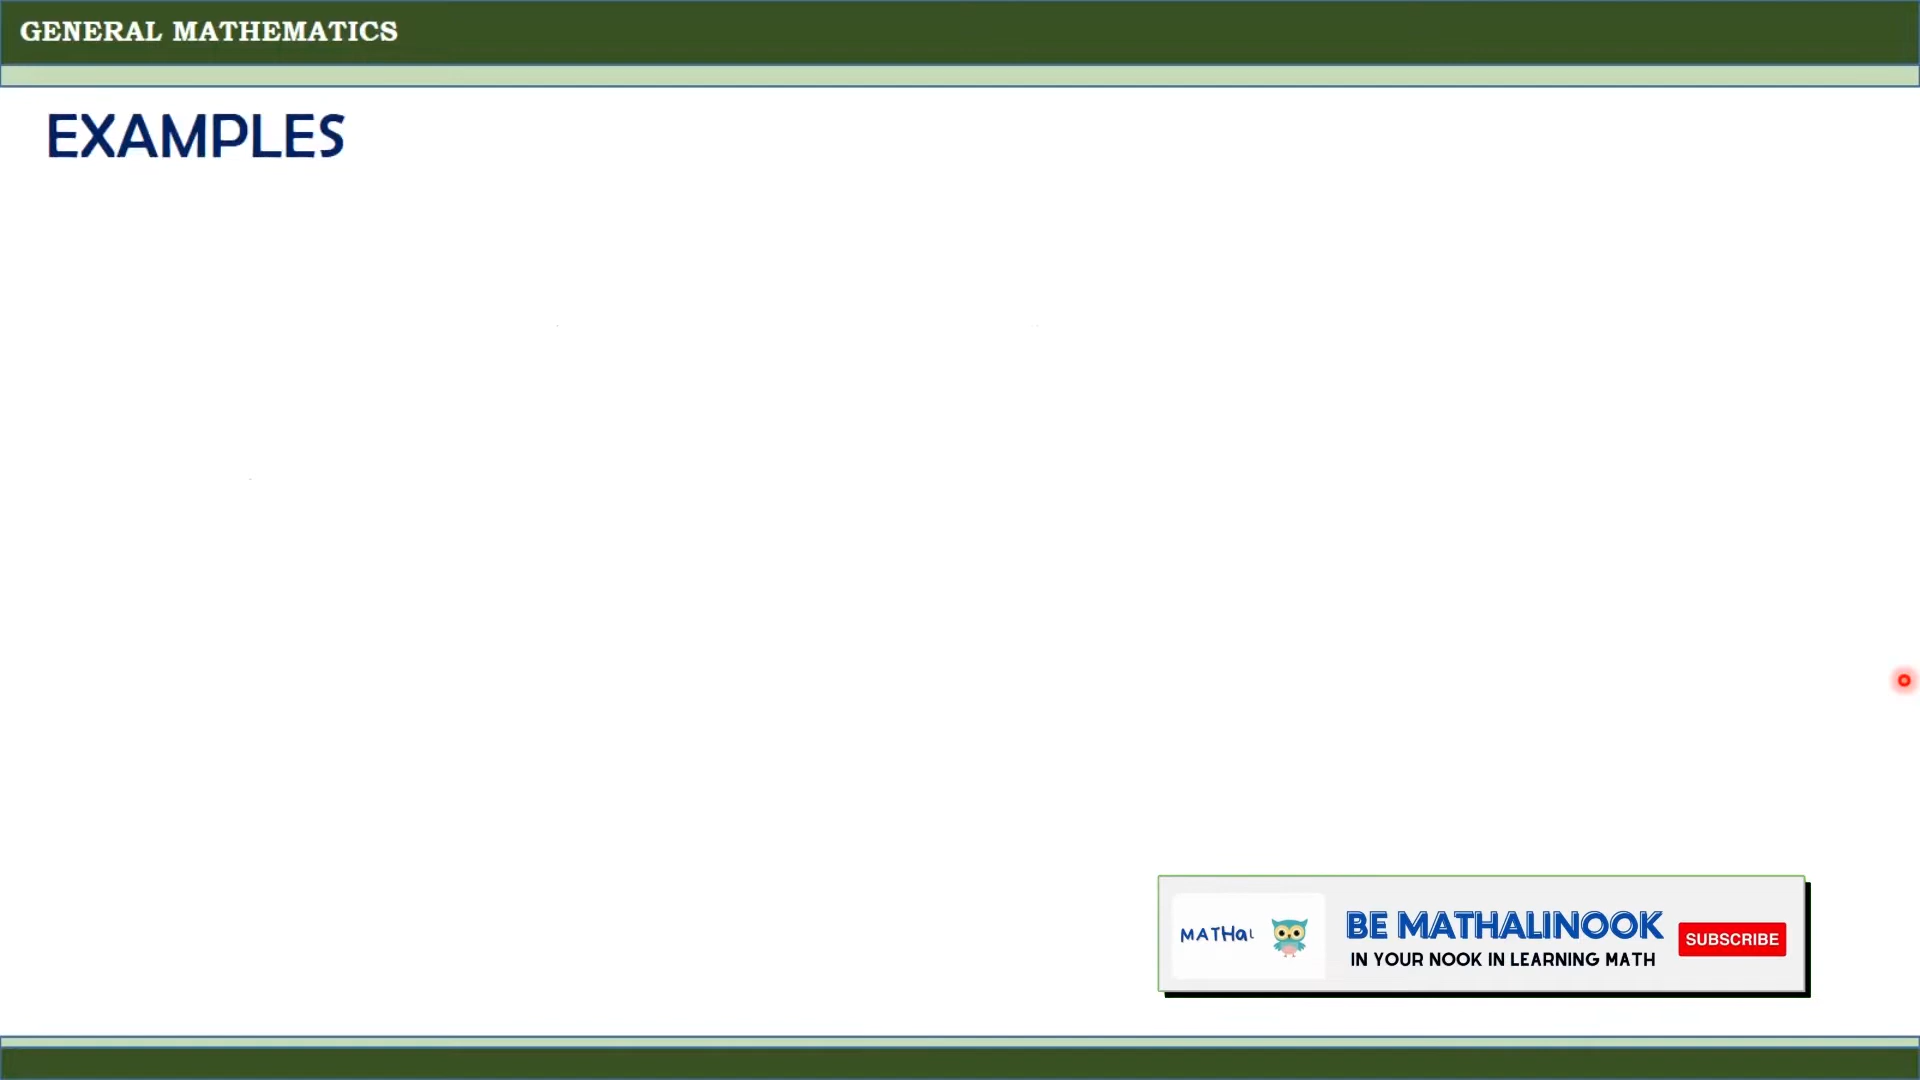 GENERAL MATHEMATICS
EXAMPLES
MATHal
BE MATHALINOOK
IN YOUR NOOK IN LEARNING MATH
SUBSCRIBE